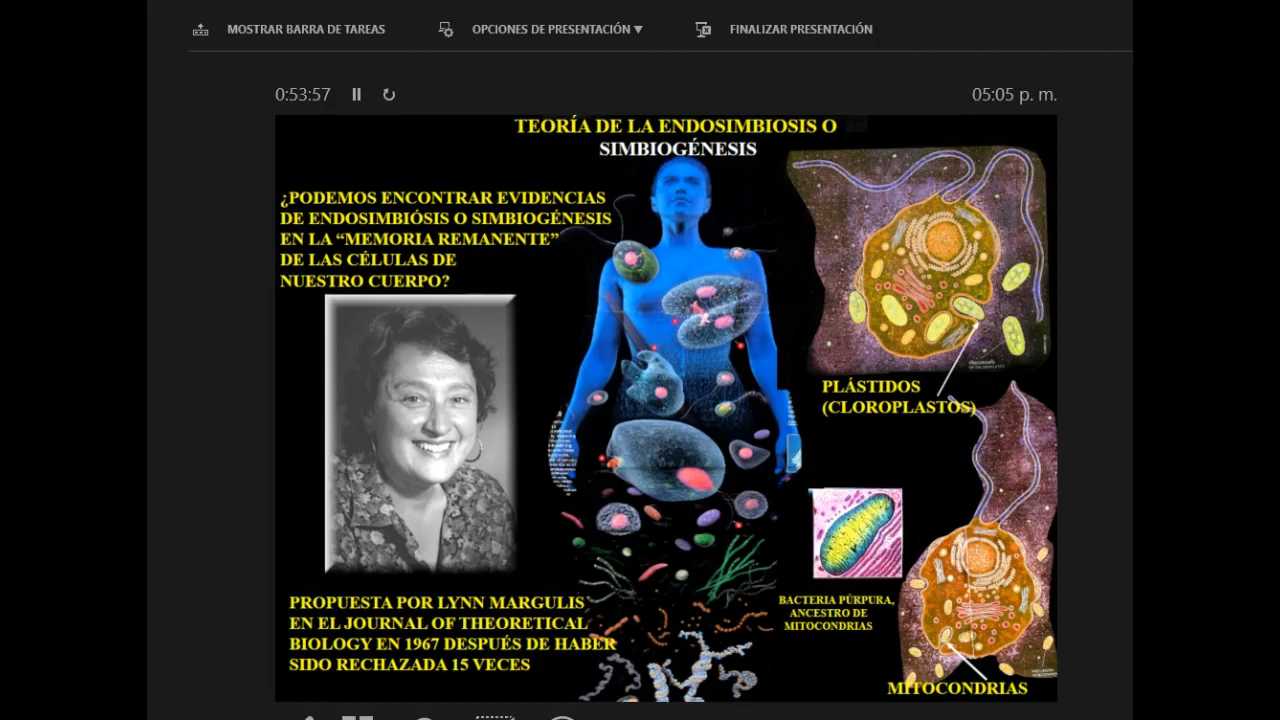 MOSTRAR BARRA DE TAREAS
OPCIONES DE PRESENTACIÓN
FINALIZAR PRESENTACIÓN
0:53:57
05:05 p. m.
TEORÍA DE LA ENDOSIMBIOSIS O
SIMBIOGÉNESIS
¿PODEMOS ENCONTRAR EVIDENCIAS
DE ENDOSIMBIÓSIS O SIMBIOGÉNESIS
EN LA “MEMORIA REMANENTE”
DE LAS CÉLULAS DE
NUESTRO CUERPO?
PROPUESTA POR LYNN MARGULIS
EN EL JOURNAL OF THEORETICAL
BIOLOGY EN 1967 DESPUÉS DE HABER
SIDO RECHAZADA 15 VECES
PLÁSTIDOS
(CLOROPLASTOS)
BACTERIA PÚRPURA,
ANCESTRO DE
MITOCONDRIAS
MITOCONDRIAS